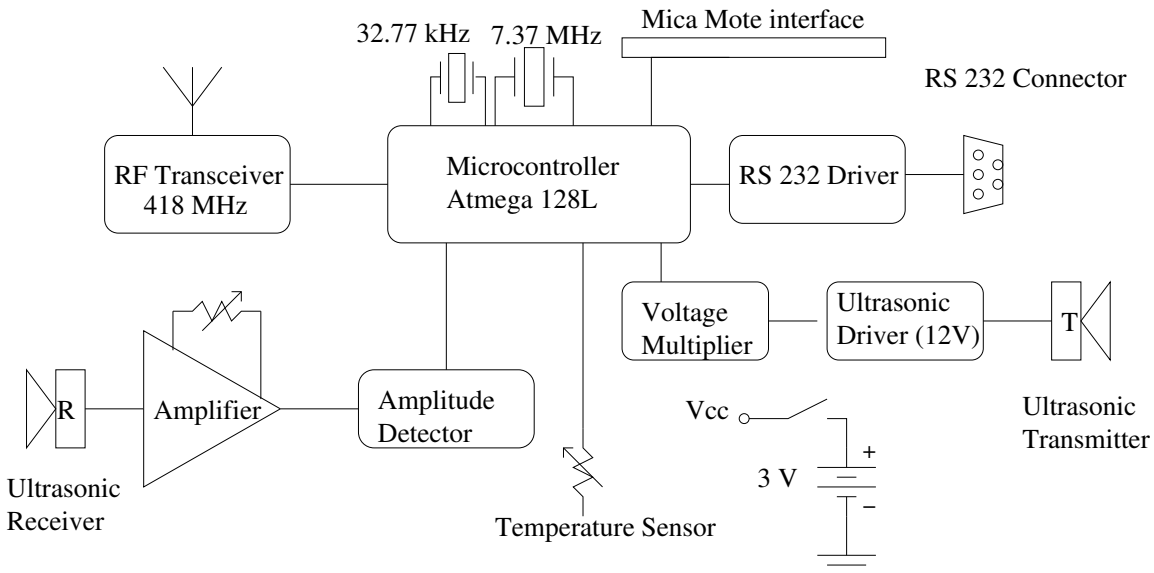 Mica Mote interface
32.77 kHz
7.37 MHz
RS 232 Connector
RF Transceiver
418 MHz
Microcontroller
Atmega 128L
RS 232 Driver
Voltage
Multiplier
Ultrasonic
Driver (12V)
T
R
Amplifier
Amplitude
Detector
Vcc
Ultrasonic
Transmitter
+
3 V
−
Ultrasonic
Receiver
Temperature Sensor